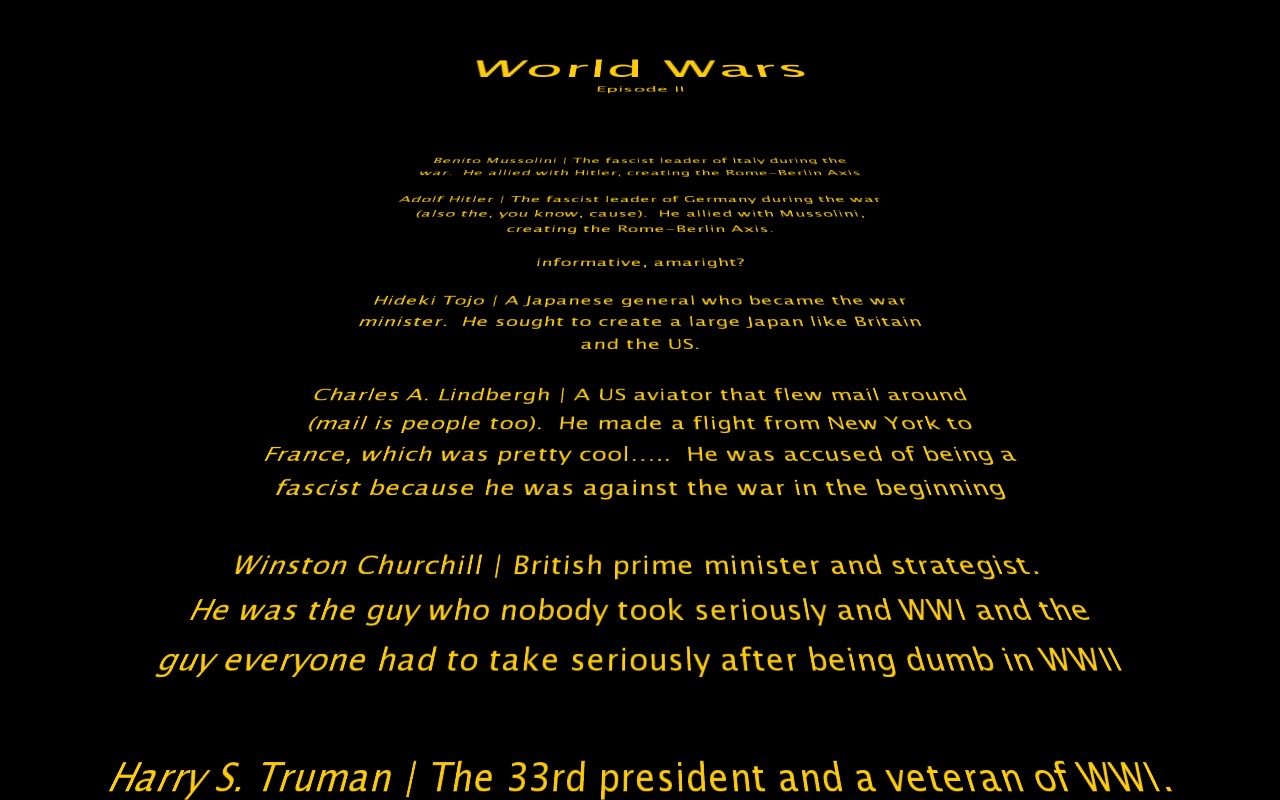 World Wars
Episode II
Benito Mussolini | The fascist leader of Italy during the
war.  He allied with Hitler, creating the Rome-Berlin Axis
Adolf Hitler | The fascist leader of Germany during the war
(also the, you know, cause).  He allied with Mussolini,
creating the Rome-Berlin Axis.
informative, amaright?
Hideki Tojo | A Japanese general who became the war
minister.  He sought to create a large Japan like Britain
and the US.
Charles A. Lindbergh | A US aviator that flew mail around
(mail is people too).  He made a flight from New York to
France, which was pretty cool.....  He was accused of being a
fascist because he was against the war in the beginning
Winston Churchill | British prime minister and strategist.
He was the guy who nobody took seriously and WWI and the
guy everyone had to take seriously after being dumb in WWII
Harry S. Truman | The 33rd president and a veteran of WWI.